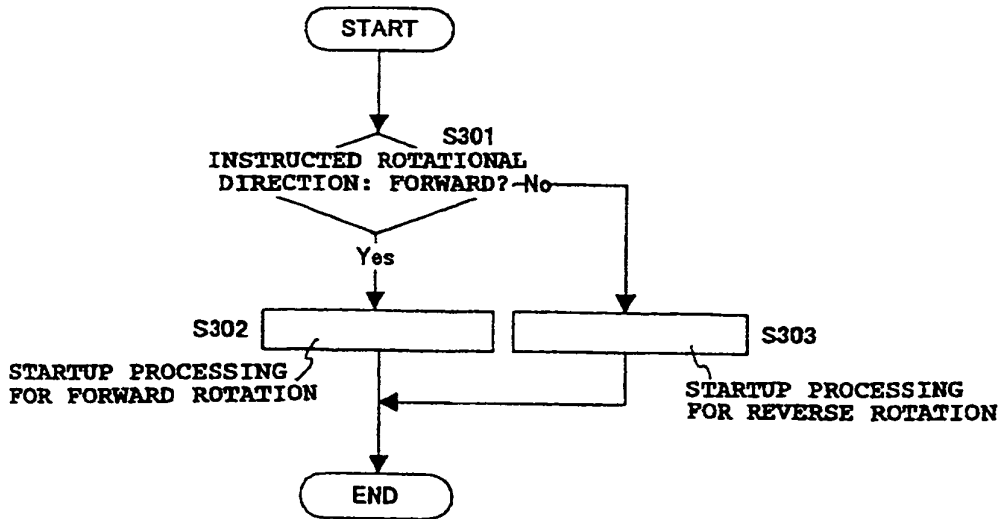 START
S301
INSTRUCTED ROTATIONAL
DIRECTION: FORWARD? No
Yes
S302
S303
STARTUP PROCESSING
FOR FORWARD ROTATION
STARTUP PROCESSING
FOR REVERSE ROTATION
END